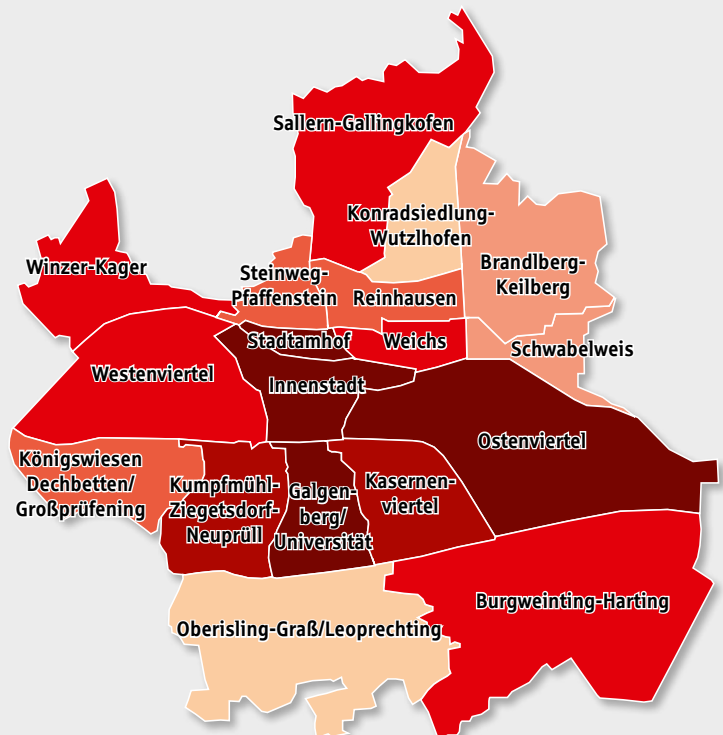 Sallern-Gallingkofen
Konradsiedlung-
Wutzlhofen
Brandlberg-
Keilberg
Winzer-Kager
Steinweg-
Pfaffenstein
Reinhausen
Stadtamhof
Weichs
Schwabelweis
Westenviertel
Innenstadt
Ostenviertel
Königswiesen
Dechbetten/
Großprüfening
Kumpfmühl-
Ziegetsdorf-
Neuprüll
Galgen-
berg/
Universität
Kasernen-
viertel
Burgweinting-Harting
Oberisling-Graß/Leoprechting